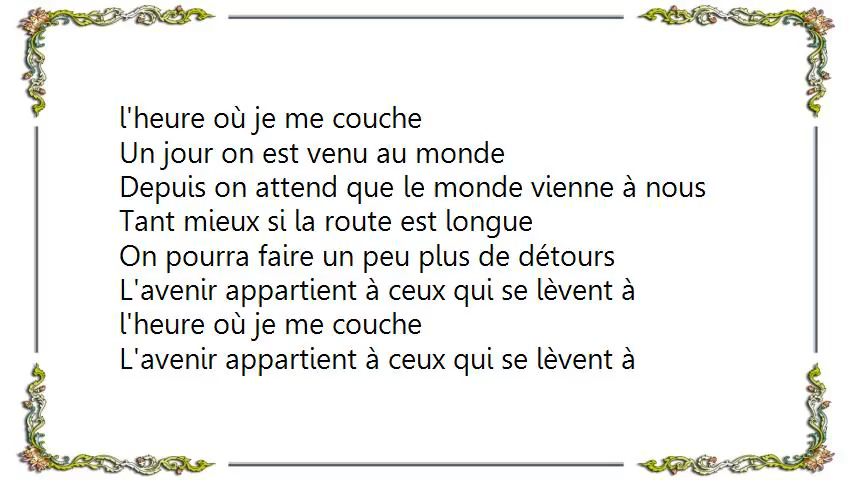 l'heure où je me couche
Un jour on est venu au monde
Depuis on attend que le monde vienne à nous
Tant mieux si la route est longue
On pourra faire un peu plus de détours
L'avenir appartient à ceux qui se lèvent à
l'heure où je me couche
L'avenir appartient à ceux qui se lèvent à